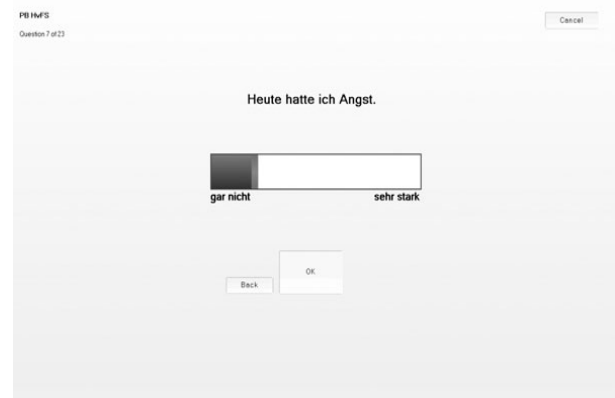 PB HvFS
Cancel
Question 7 of 23
Heute hatte ich Angst.
gar nicht sehr stark
OK
Back